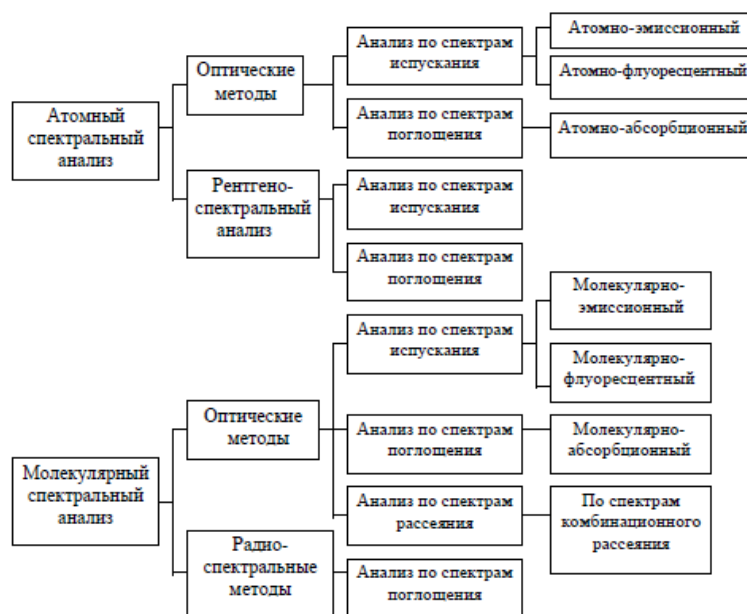 Атомный
спектральный
анализ
Оптические
методы
Анализ по спектрам
испускания
Атомно-эмиссионный
Атомно-флуоресцентный
Анализ по спектрам
поглощения
Атомно-абсорбционный
Рентгено-
спектральный
анализ
Анализ по спектрам
испускания
Анализ по спектрам
поглощения
Молекулярный
спектральный
анализ
Оптические
методы
Анализ по спектрам
испускания
Молекулярно-
эмиссионный
Молекулярно-
флуоресцентный
Анализ по спектрам
поглощения
Молекулярно-
абсорбционный
Анализ по спектрам
рассеяния
По спектрам
комбинационного
рассеяния
Радио-
спектральные
методы
Анализ по спектрам
поглощения